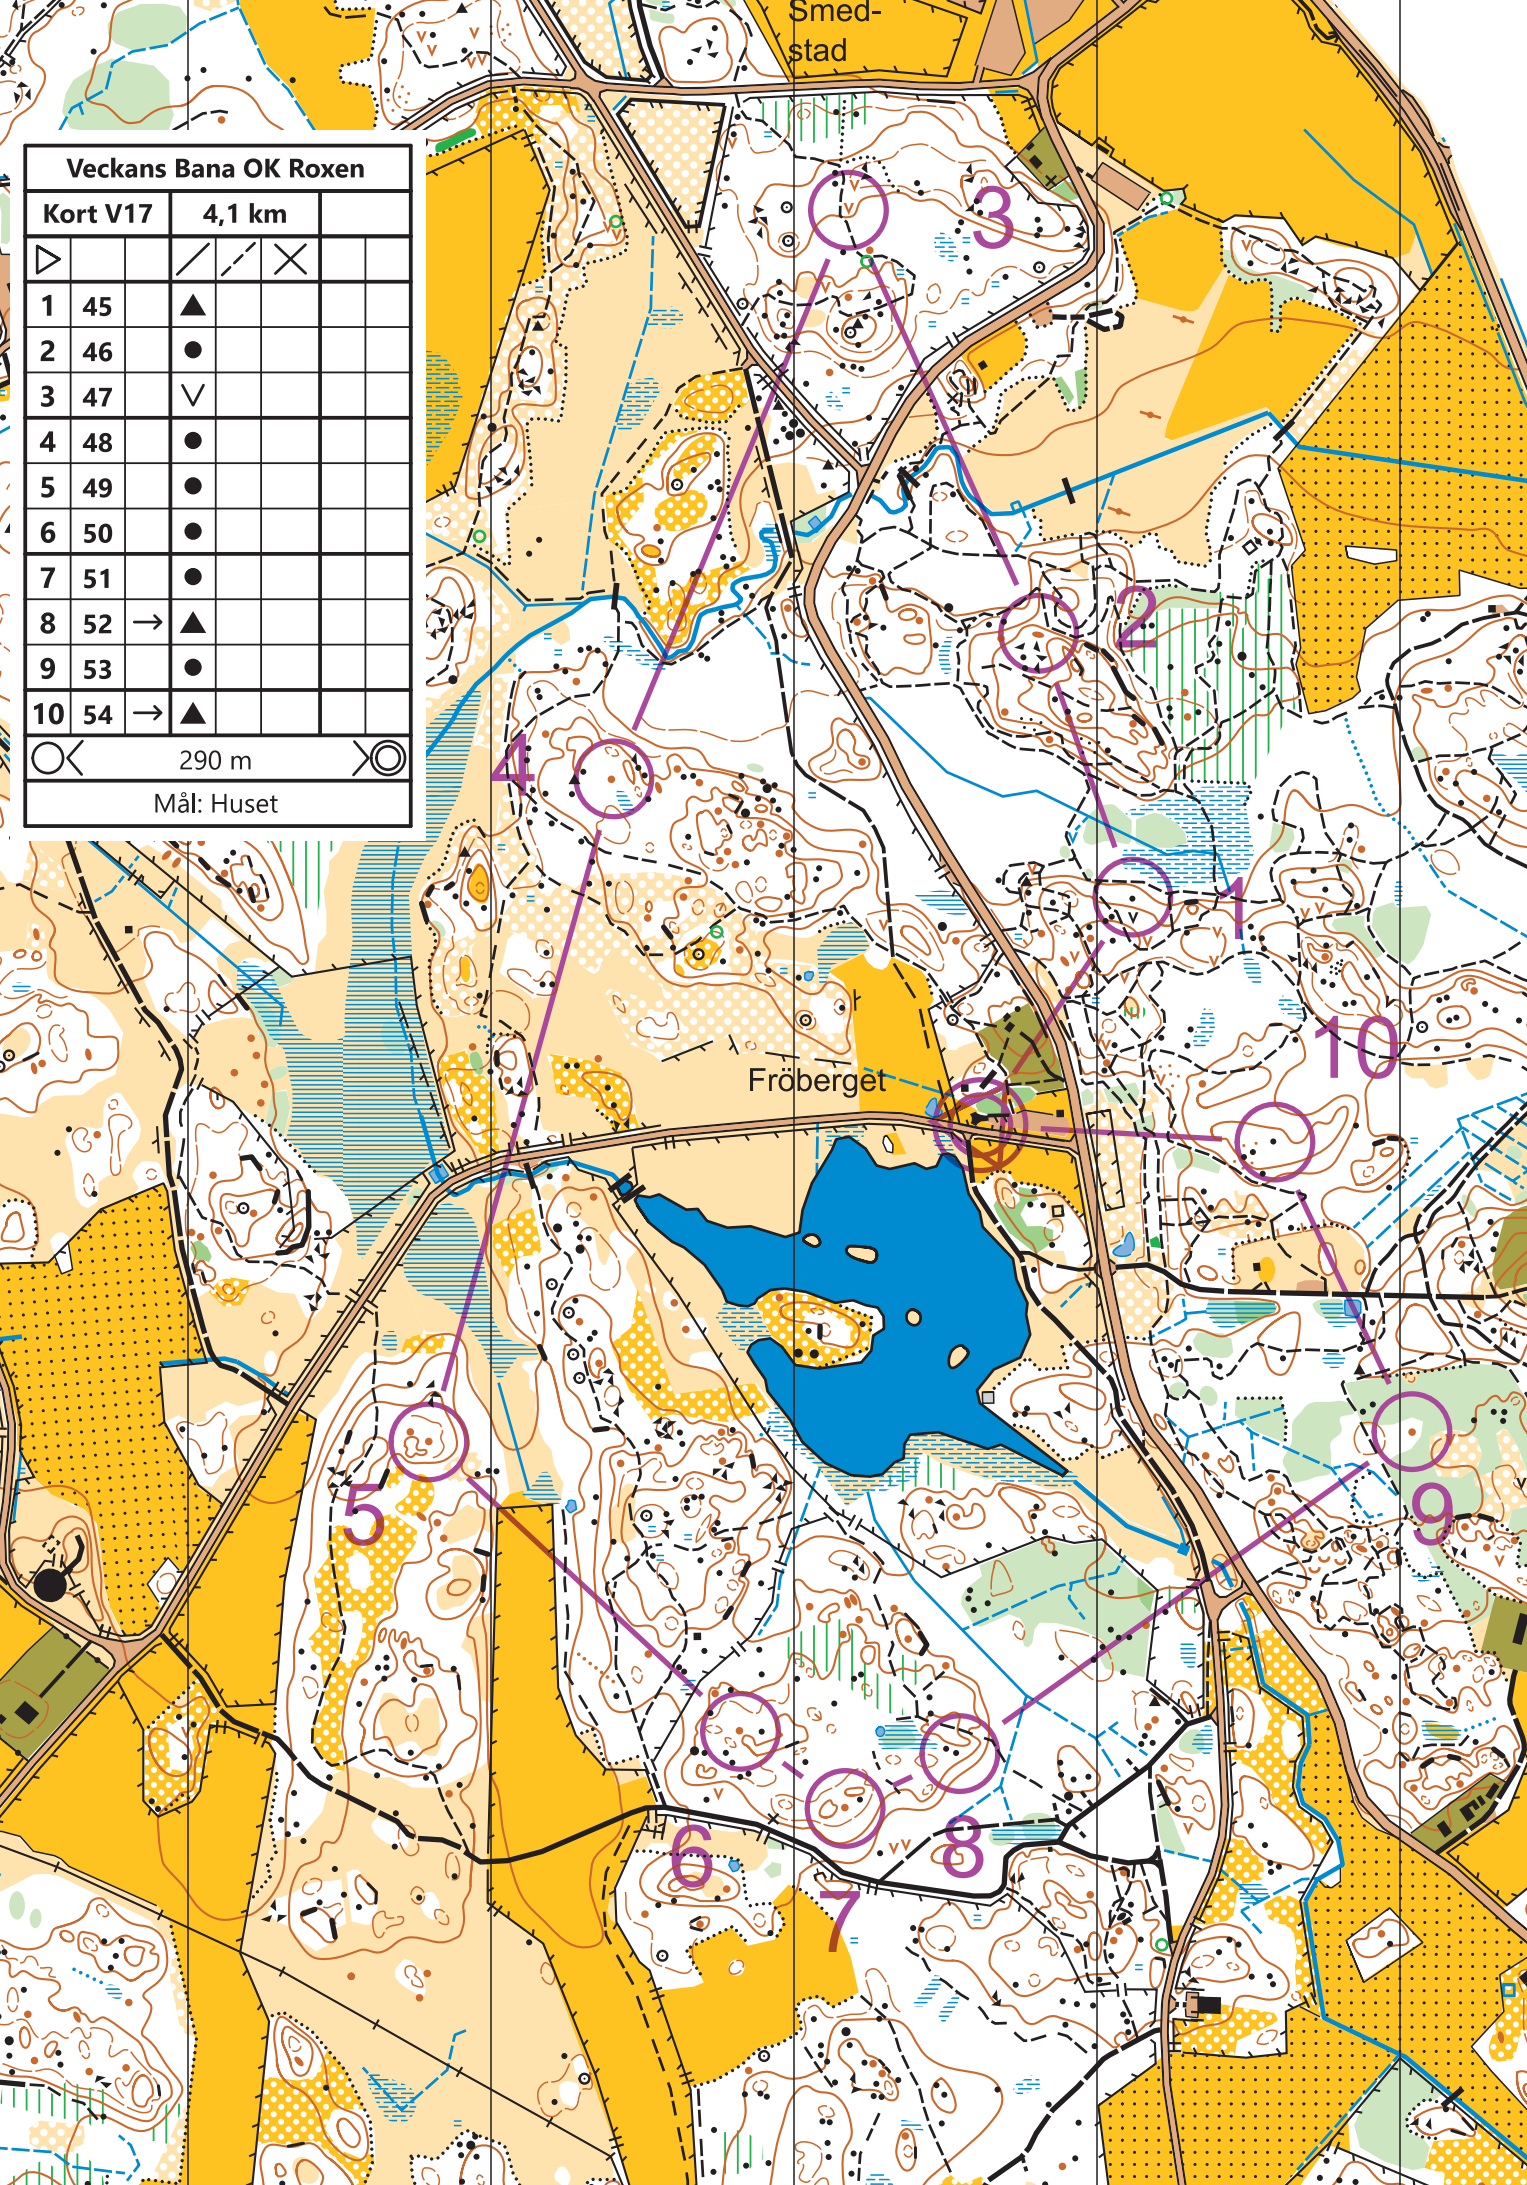 Smed-
stad
Veckans Bana OK Roxen
Kort V17 4,1 km
1 45
2 46
3 47
4 48
5 49
6 50
7 51
8 52 →
9 53
10 54 →
290 m
Mål: Huset
3
2
4
1
10
Fröberget
5
9
6
8
7